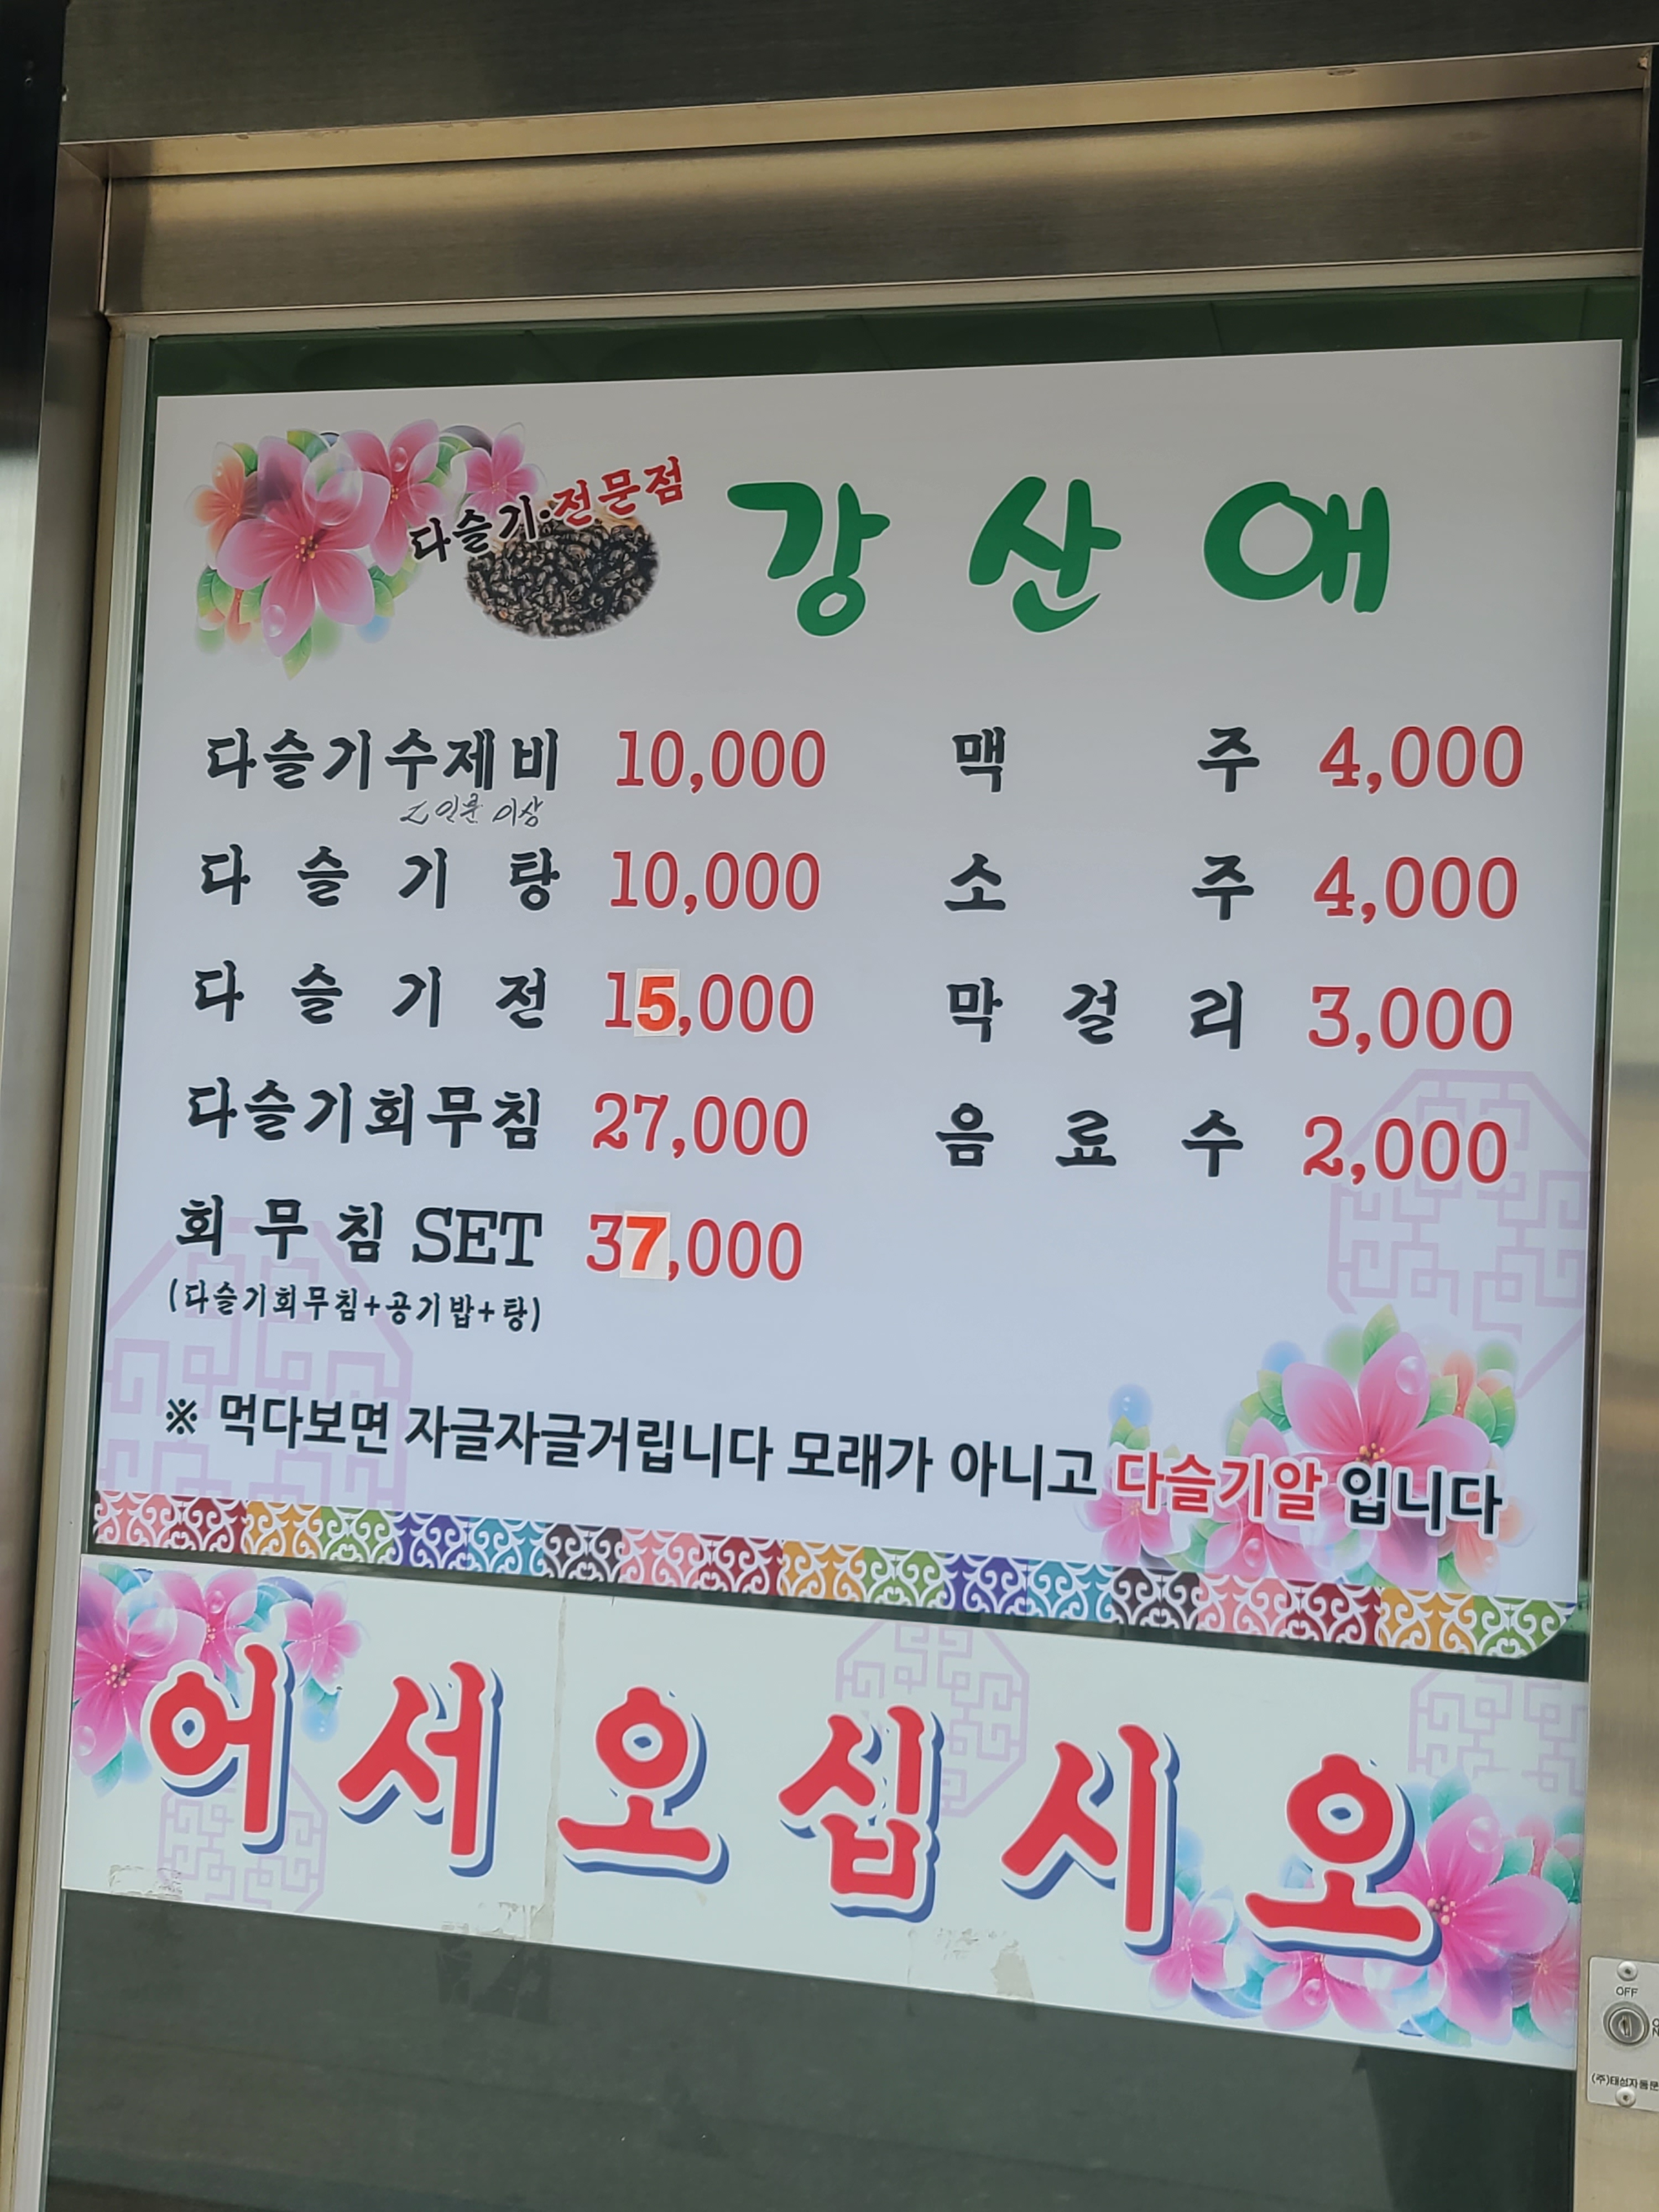 다슬기·전문점 강산애
다슬기수제비 10,000
2인분 이상
다슬기탕 10,000
다슬기전 15,000
다슬기회무침 27,000
회무침 SET 37,000
(다슬기회무침+공기밥+탕)
맥주 4,000
소주 4,000
막걸리 3,000
음료수 2,000
※ 먹다보면 자글자글거립니다 모래가 아니고 다슬기알 입니다
어서오십시오
OFF